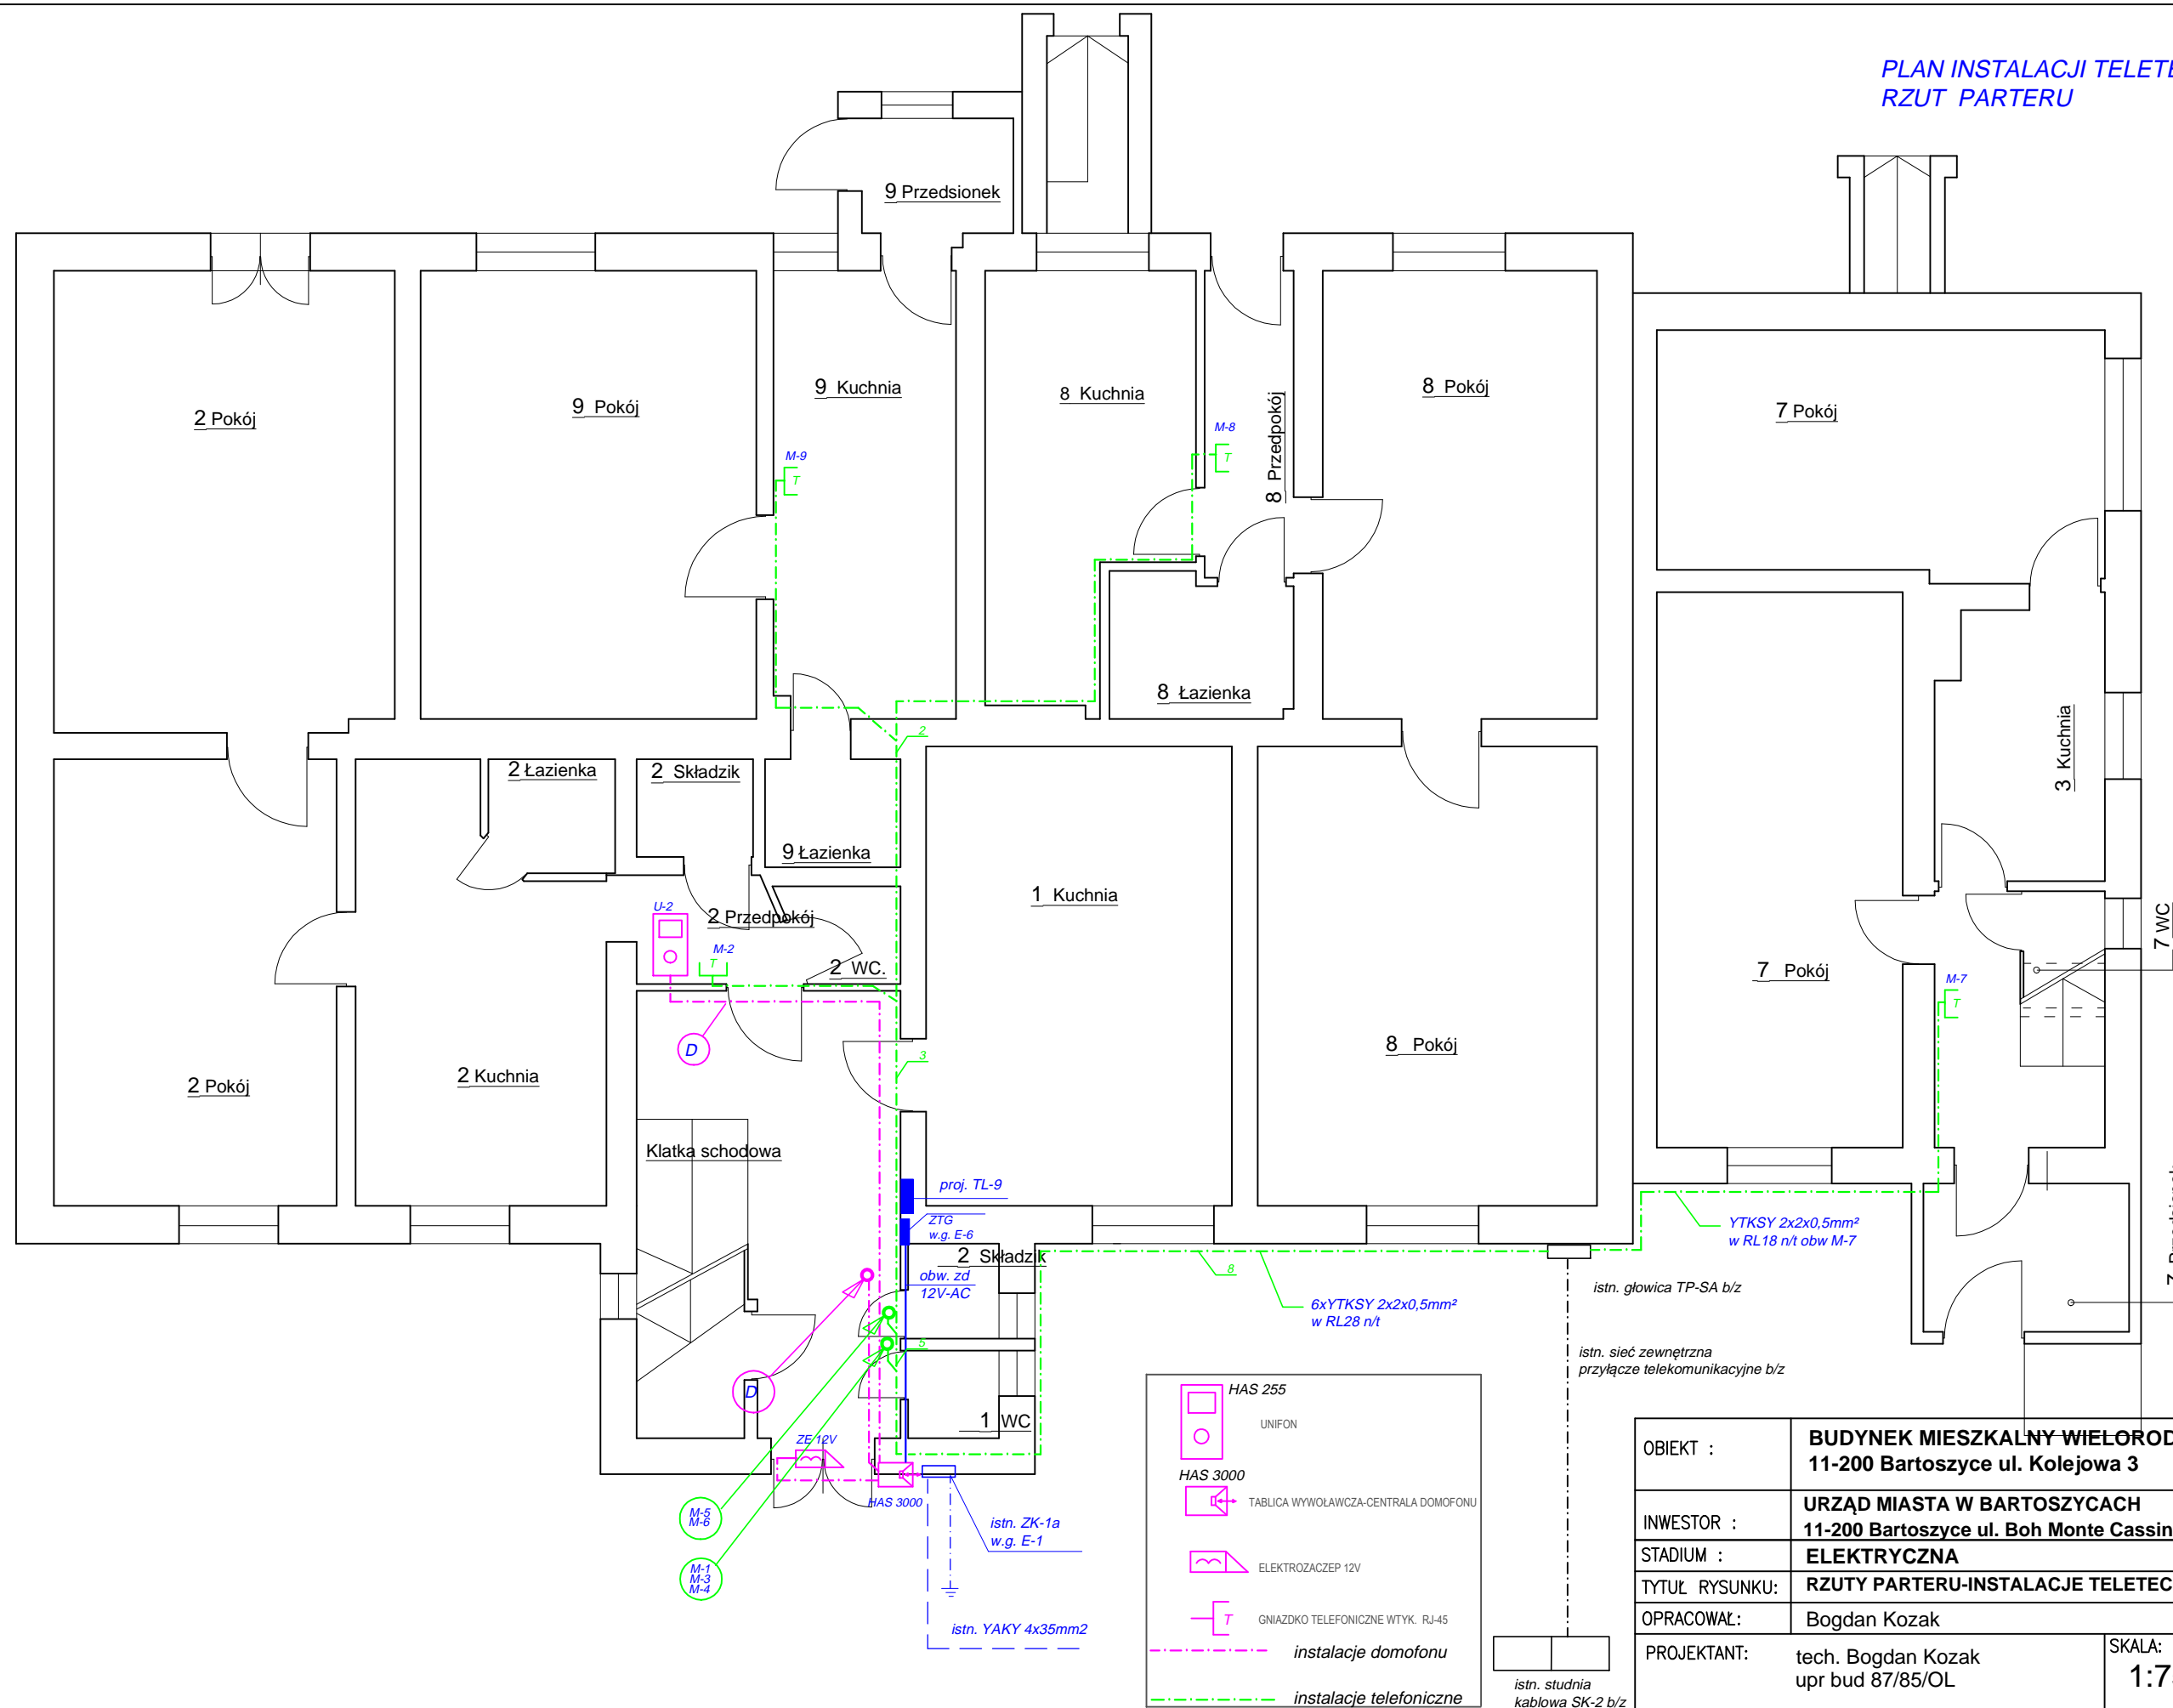 PLAN INSTALACJI TELETE
RZUT PARTERU
9 Przedsionek
2 Pokój
9 Pokój
9 Kuchnia
8 Kuchnia
8 Pokój
7 Pokój
M-9
T
M-8
T
8 Przedpokój
8 Łazienka
3 Kuchnia
2
2 Łazienka
2 Składzik
9 Łazienka
1 Kuchnia
U-2
2 Przedpokój
M-2
T
2 WC.
7 Pokój
M-7
T
7 WC
D
3
8 Pokój
2 Pokój
2 Kuchnia
Klatka schodowa
proj. TL-9
ZTG
w.g. E-6
2 Składzik
obw. zd
12V-AC
8
YTKSY 2x2x0,5mm²
w RL18 n/t obw M-7
6xYTKSY 2x2x0,5mm²
w RL28 n/t
istn. głowica TP-SA b/z
istn. sieć zewnętrzna
przyłącze telekomunikacyjne b/z
5
D
1 WC
ZE 12V
HAS 3000
M-5
M-6
M-1
M-3
M-4
istn. ZK-1a
w.g. E-1
istn. YAKY 4x35mm2
HAS 255
UNIFON
HAS 3000
TABLICA WYWOŁAWCZA-CENTRALA DOMOFONU
ELEKTROZACZEP 12V
T
GNIAZDKO TELEFONICZNE WTYK. RJ-45
instalacje domofonu
instalacje telefoniczne
istn. studnia
kablowa SK-2 b/z
OBIEKT :
BUDYNEK MIESZKALNY WIELOROD
11-200 Bartoszyce ul. Kolejowa 3
INWESTOR :
URZĄD MIASTA W BARTOSZYCACH
11-200 Bartoszyce ul. Boh Monte Cassin
STADIUM :
ELEKTRYCZNA
TYTUŁ RYSUNKU:
RZUTY PARTERU-INSTALACJE TELETEC
OPRACOWAŁ:
Bogdan Kozak
PROJEKTANT:
tech. Bogdan Kozak
upr bud 87/85/OL
SKALA:
1:7